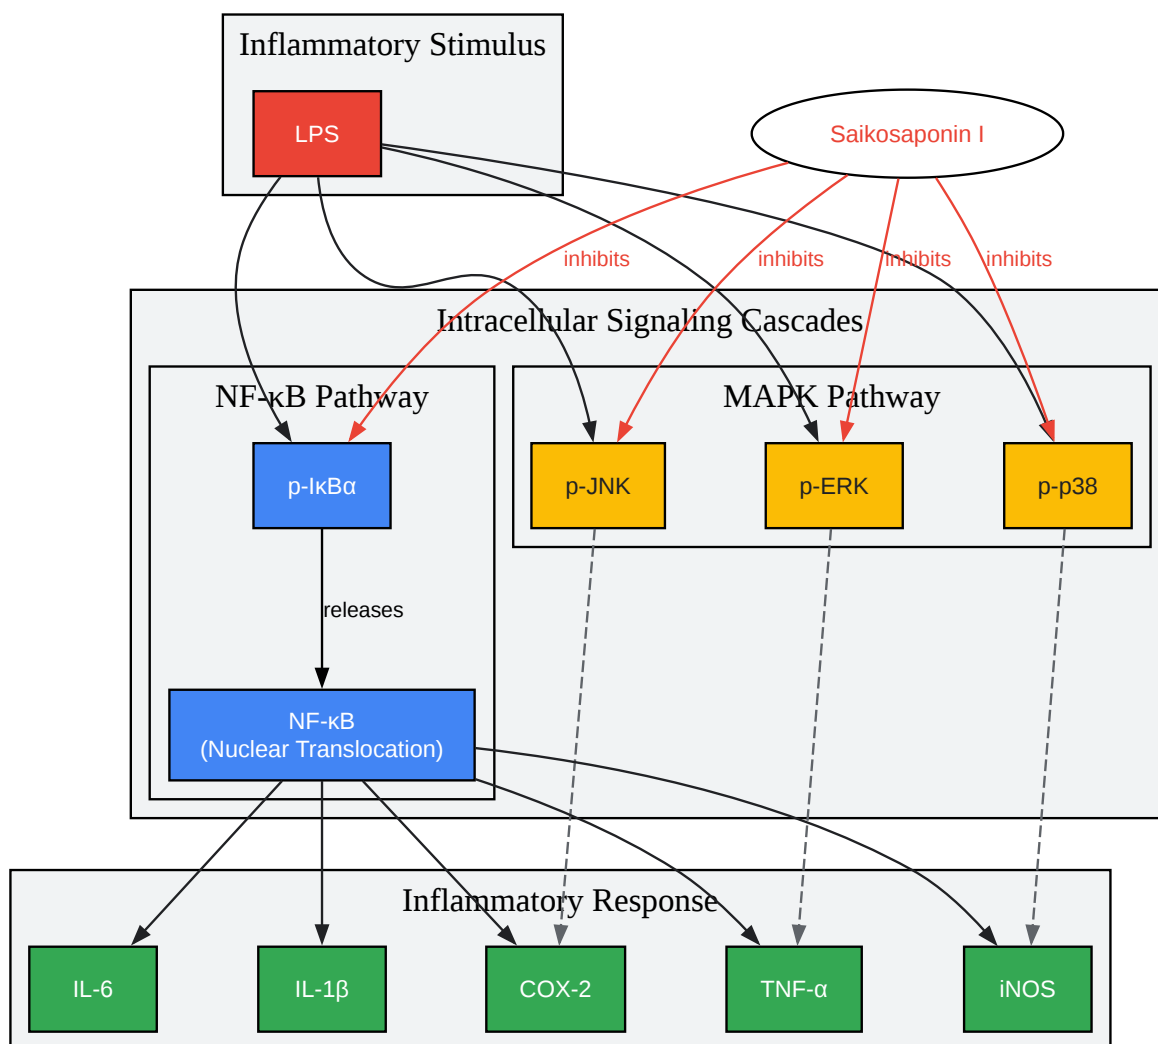 Inflammatory Stimulus
LPS
Saikosaponin I
inhibits
inhibits
inhibits
inhibits
Intracellular Signaling Cascades
NF-κB Pathway
MAPK Pathway
p-IκBα
p-JNK
p-ERK
p-p38
releases
NF-κB
(Nuclear Translocation)
Inflammatory Response
IL-6
IL-1β
COX-2
TNF-α
iNOS